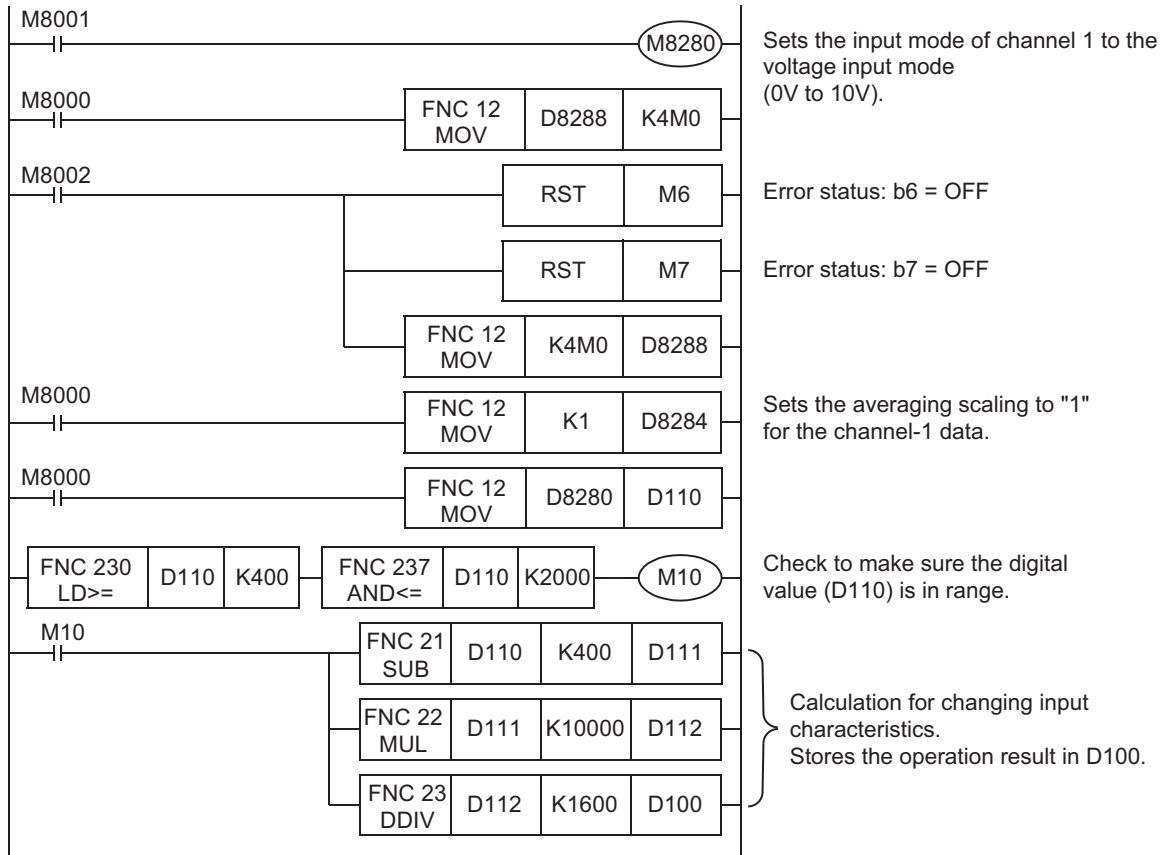 M8001
M8280
Sets the input mode of channel 1 to the
voltage input mode
(0V to 10V).
M8000
FNC 12
MOV
D8288
K4M0
M8002
RST
M6
Error status: b6 = OFF
RST
M7
Error status: b7 = OFF
FNC 12
MOV
K4M0
D8288
M8000
FNC 12
MOV
K1
D8284
Sets the averaging scaling to "1"
for the channel-1 data.
M8000
FNC 12
MOV
D8280
D110
FNC 230
LD>=
D110
K400
FNC 237
AND<=
D110
K2000
M10
Check to make sure the digital
value (D110) is in range.
M10
FNC 21
SUB
D110
K400
D111
FNC 22
MUL
D111
K10000
D112
FNC 23
DDIV
D112
K1600
D100
Calculation for changing input
characteristics.
Stores the operation result in D100.